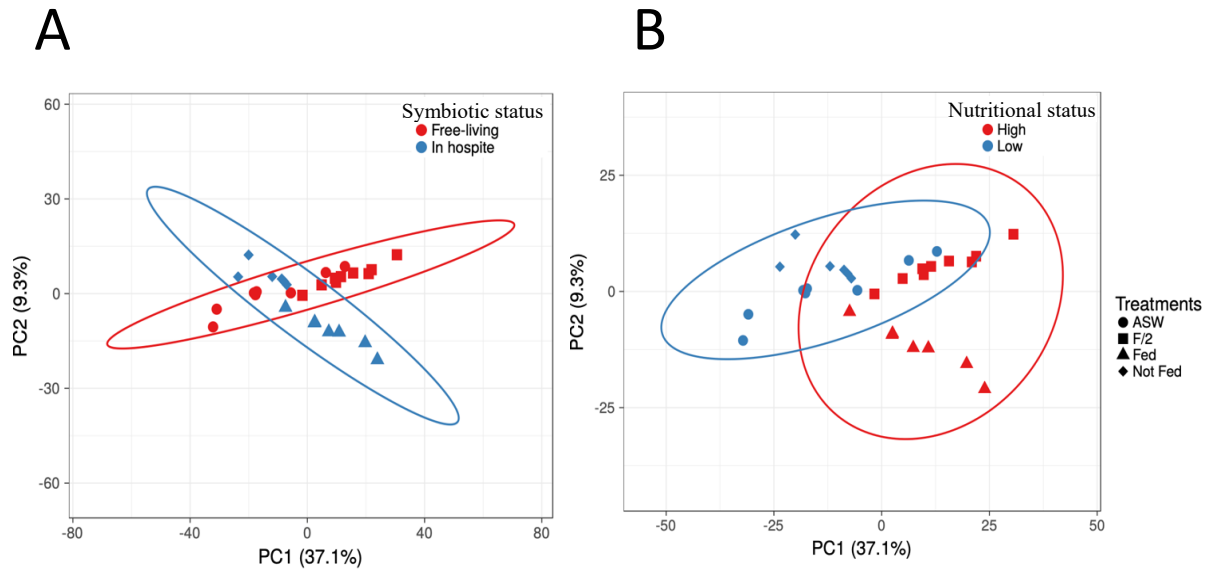 A
B
Symbiotic status
Free-living
In hospite
60
30
0
-30
-60
-80
-40
0
40
80
PC2 (9.3%)
PC1 (37.1%)
Nutritional status
High
Low
25
0
-25
-50
-25
0
25
50
PC2 (9.3%)
PC1 (37.1%)
Treatments
ASW
F/2
Fed
Not Fed